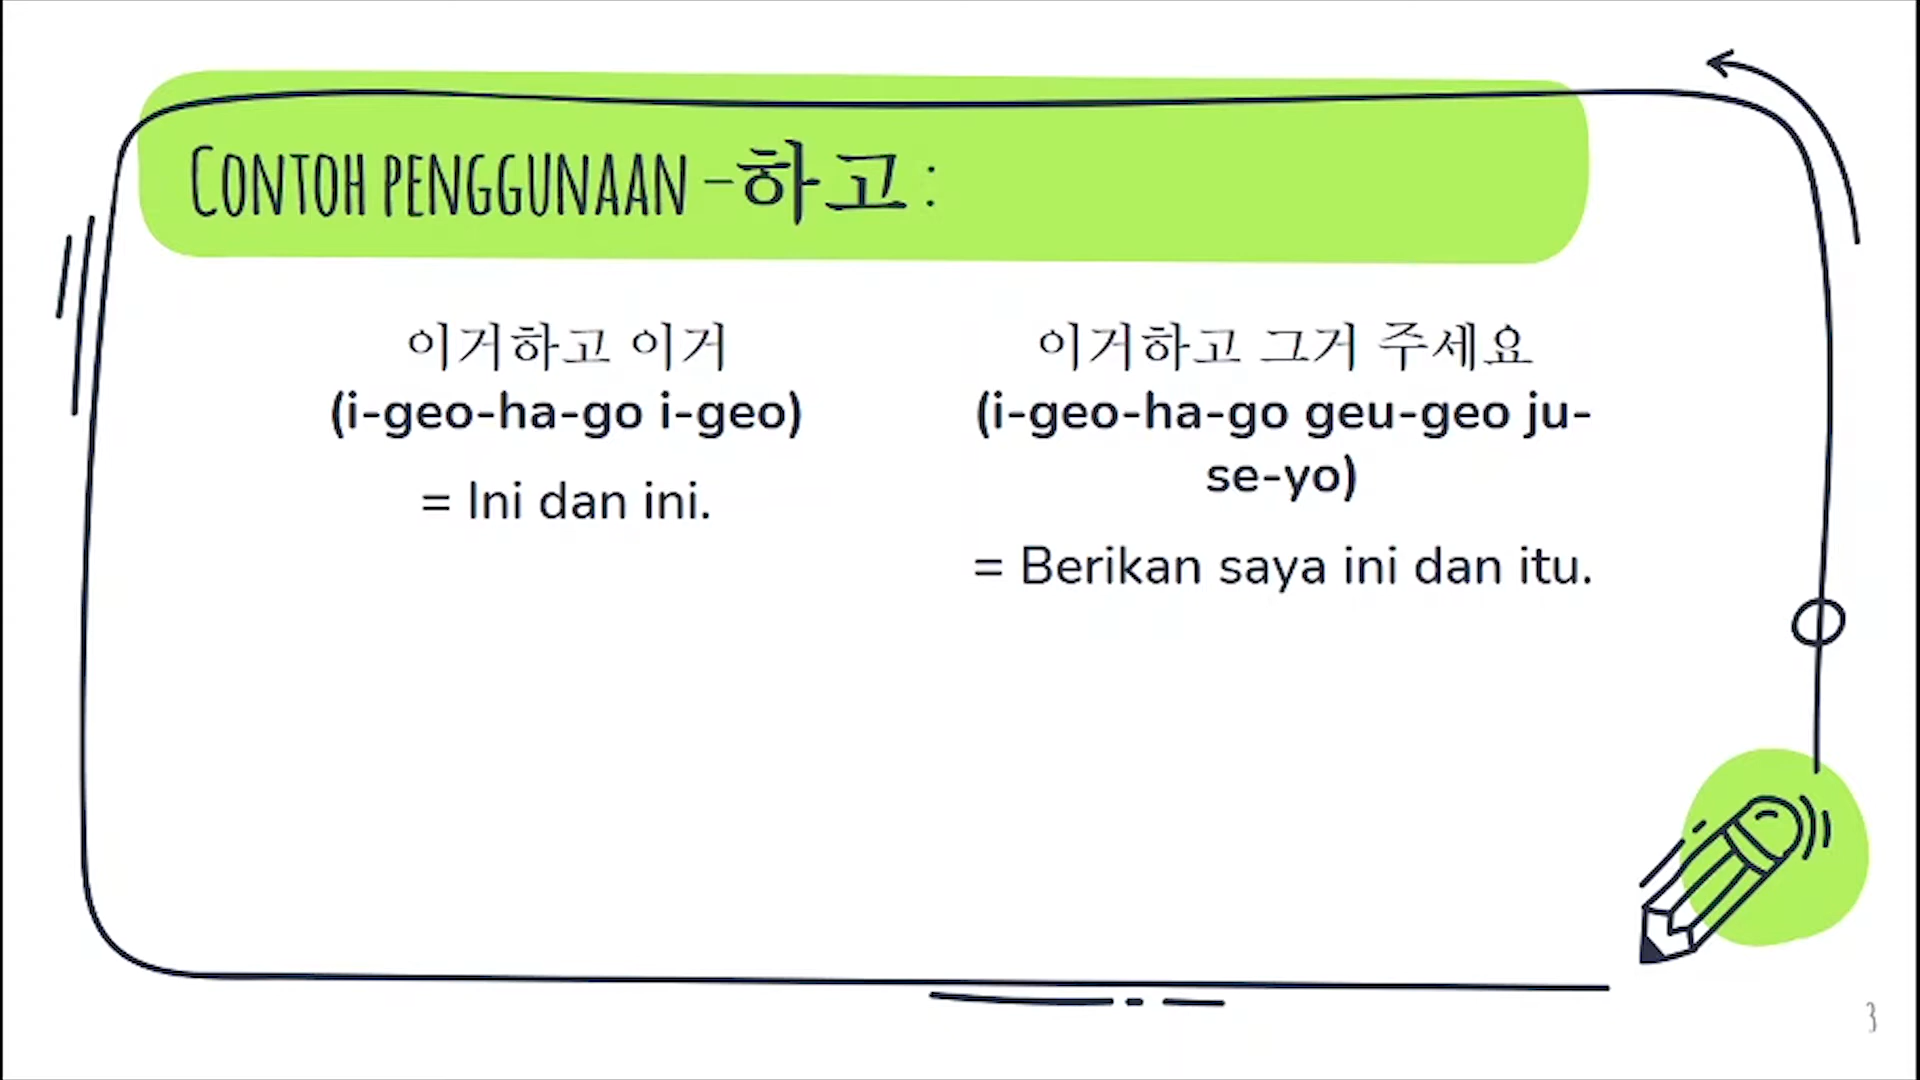 Contoh penggunaan -하고:
이거하고 이거
(i-geo-ha-go i-geo)
= Ini dan ini.
이거하고 그거 주세요
(i-geo-ha-go geu-geo ju-
se-yo)
= Berikan saya ini dan itu.
3